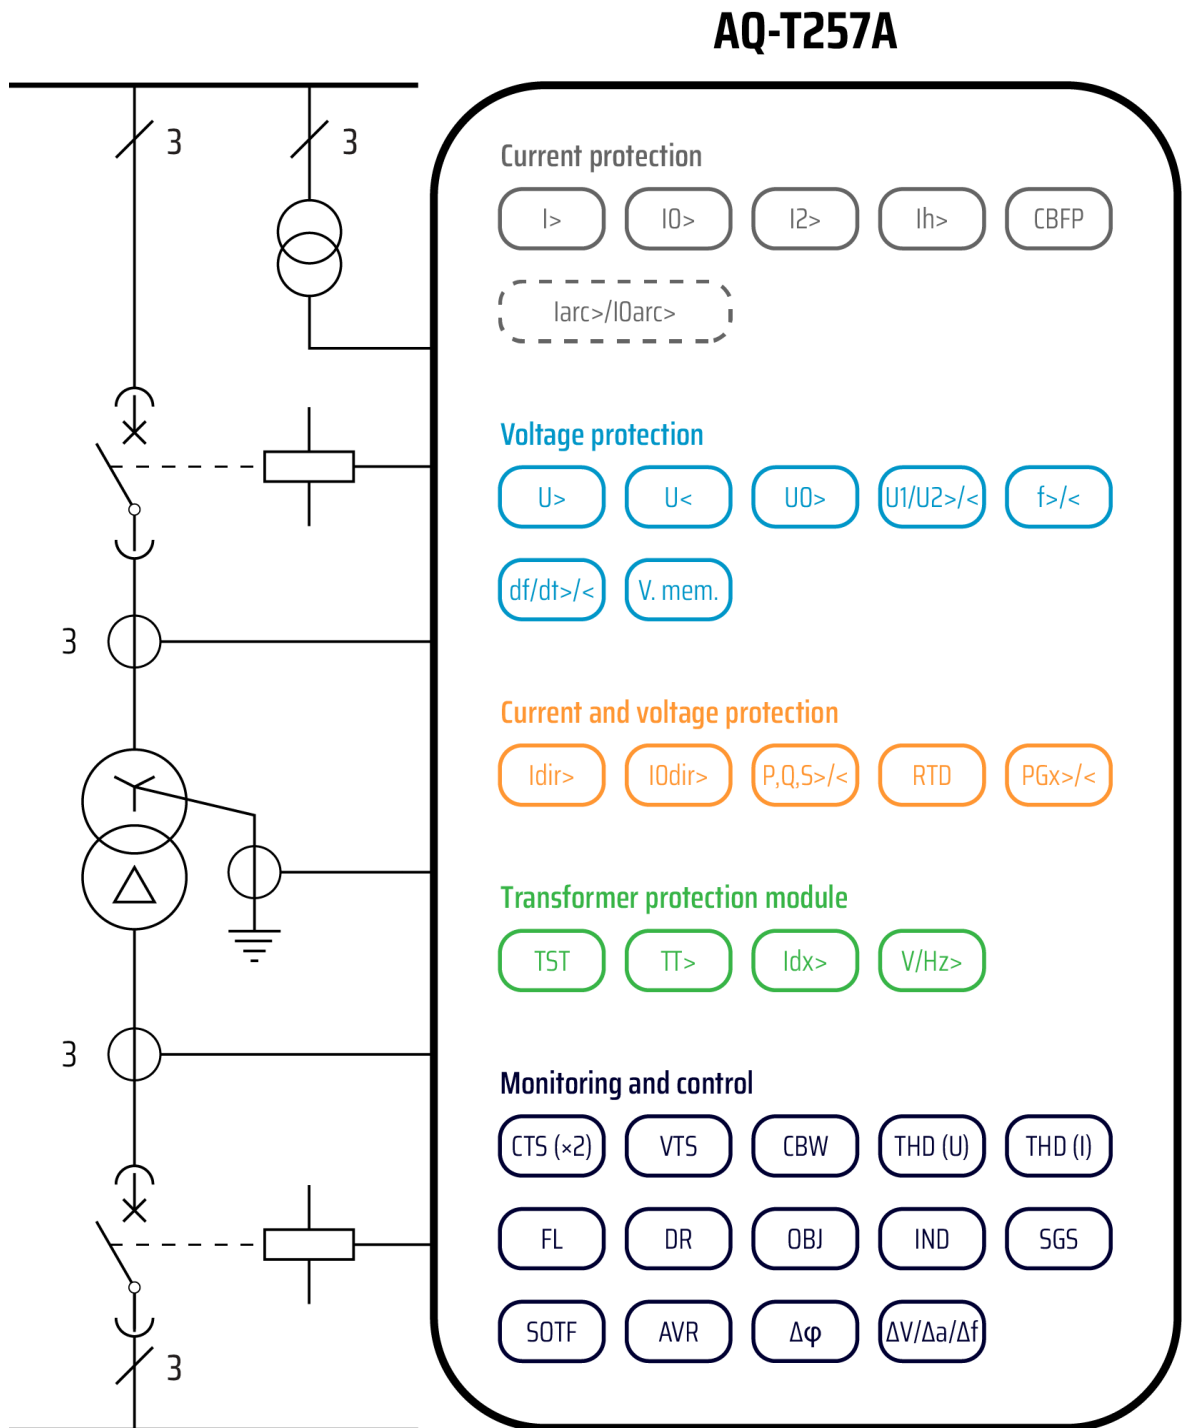 AQ-T257A
3 3
Current protection
I> I0> I2> Ih> CBFP
Iarc>/I0arc>
Voltage protection
U> U< U0> U1/U2>/< f>/<
df/dt>/< V. mem.
3
Current and voltage protection
Idir> I0dir> P,Q,S>/< RTD PGx>/<
Transformer protection module
TST TT> Idx> V/Hz>
3
Monitoring and control
CTS (×2) VTS CBW THD (U) THD (I)
FL DR OBJ IND SGS
SOTF AVR Δφ ΔV/Δa/Δf
3